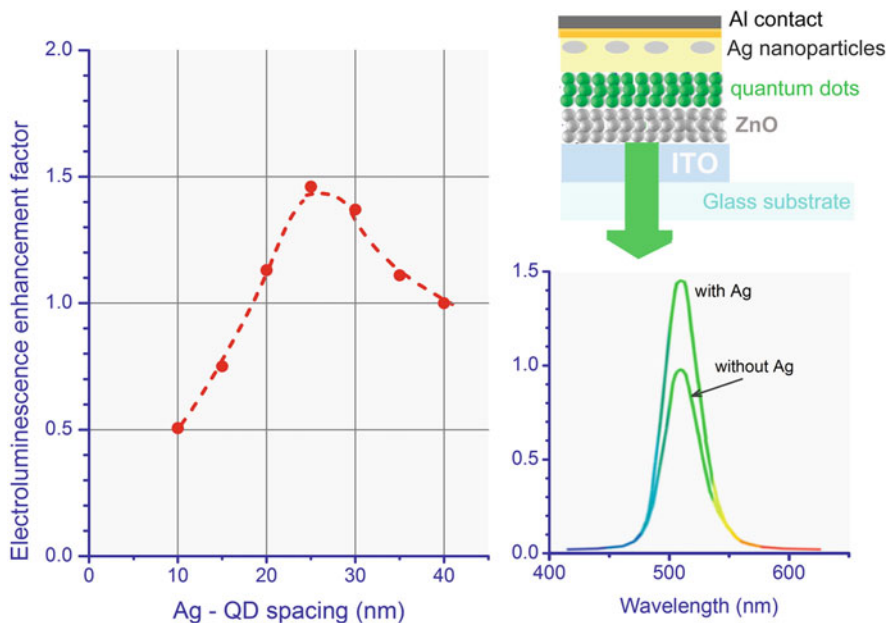 Electroluminescence enhancement factor
2.0
1.5
1.0
0.5
0.0
0
10
20
30
40
Ag - QD spacing (nm)
Al contact
Ag nanoparticles
quantum dots
ZnO
ITO
Glass substrate
1.5
1.0
0.5
0.0
with Ag
without Ag
400
500
600
Wavelength (nm)